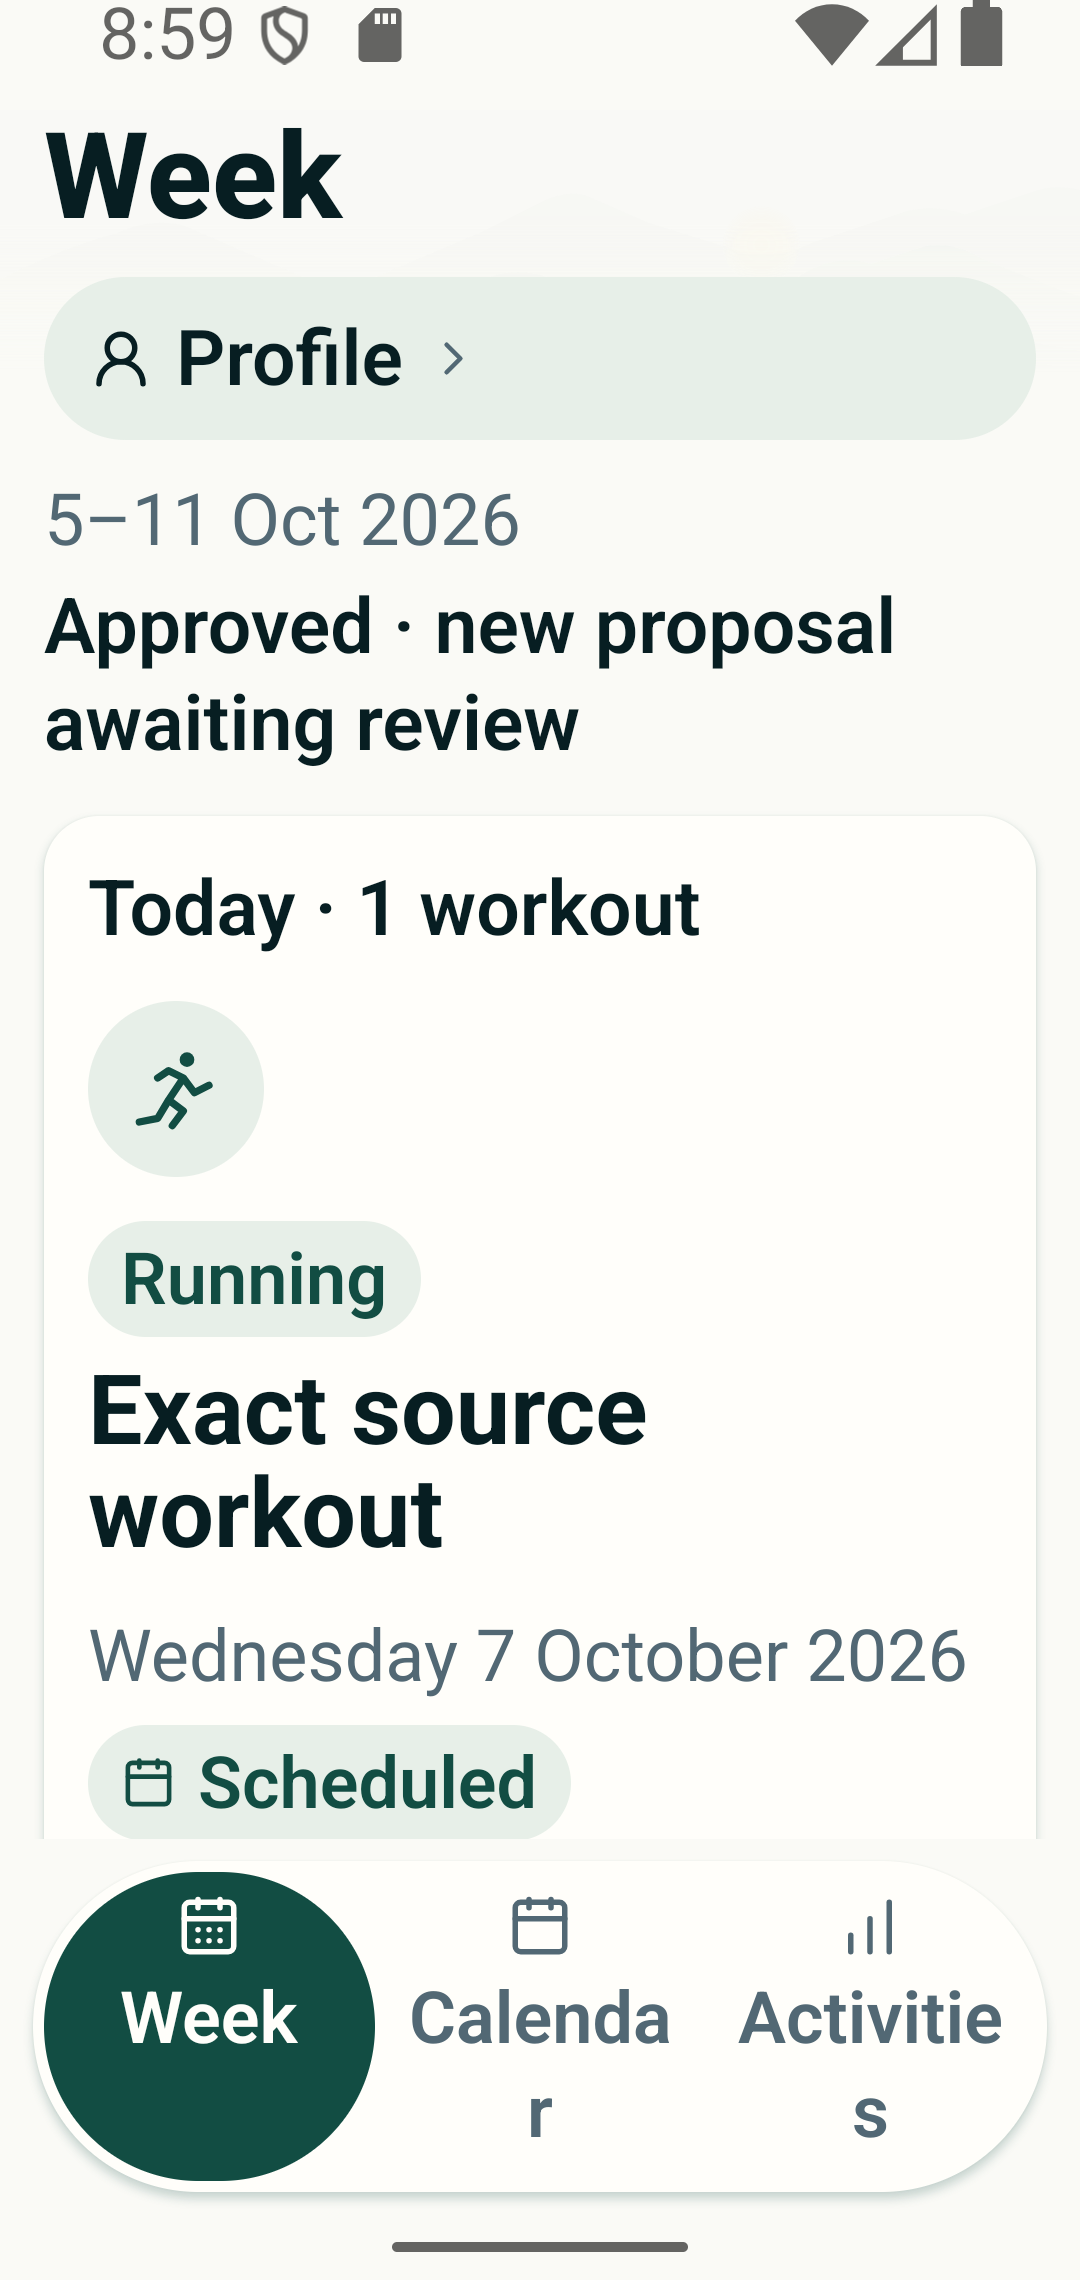 8:59
Week
Profile
5–11 Oct 2026
Approved · new proposal
awaiting review
Today · 1 workout
Running
Exact source
workout
Wednesday 7 October 2026
Scheduled
Week
Calenda
r
Activitie
s